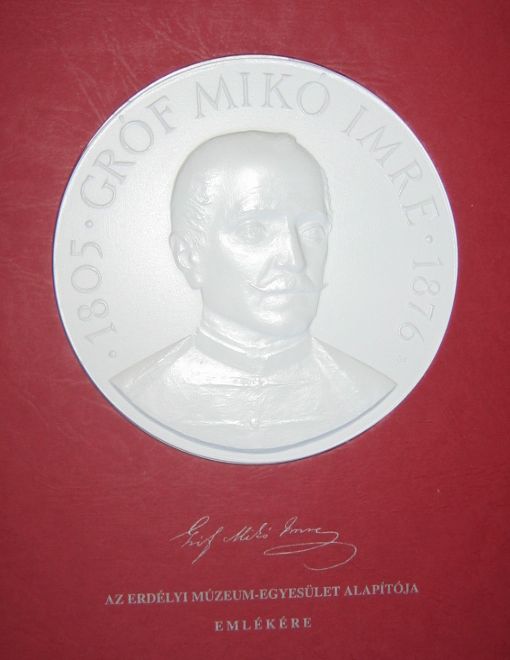 · 1805 · GRÓF MIKÓ IMRE · 1876
Gróf Mikó Imre
AZ ERDÉLYI MÚZEUM-EGYESÜLET ALAPÍTÓJA
EMLÉKÉRE